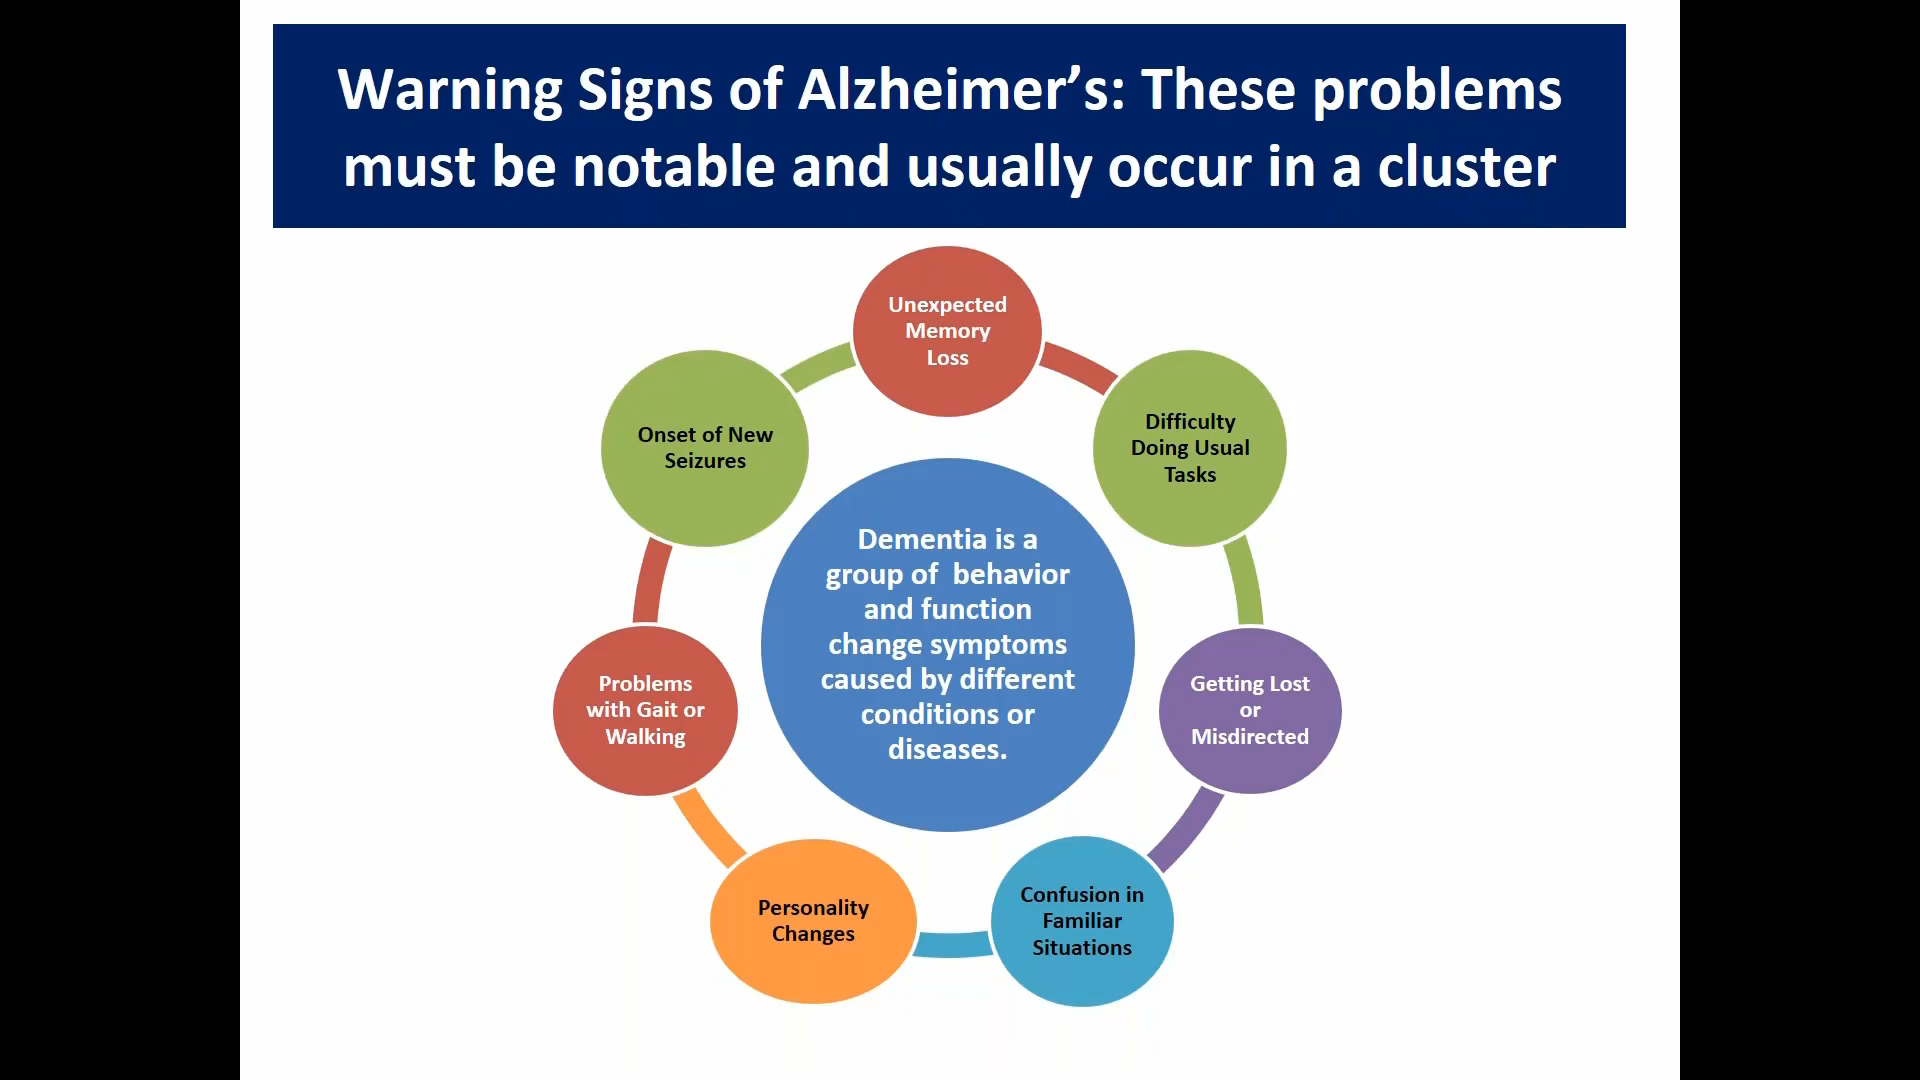 Warning Signs of Alzheimer’s: These problems
must be notable and usually occur in a cluster
Unexpected
Memory
Loss
Difficulty
Doing Usual
Tasks
Getting Lost
or
Misdirected
Confusion in
Familiar
Situations
Personality
Changes
Problems
with Gait or
Walking
Onset of New
Seizures
Dementia is a
group of  behavior
and function
change symptoms
caused by different
conditions or
diseases.